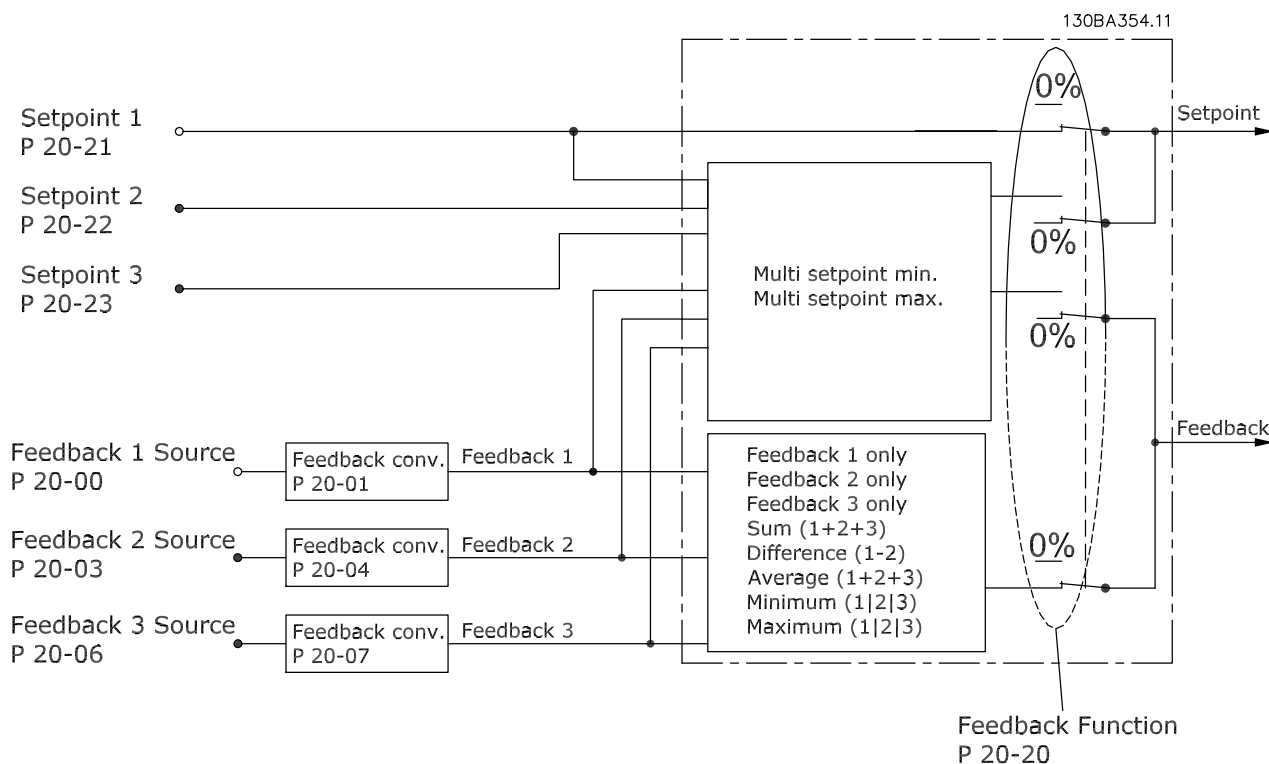 130BA354.11
0%
Setpoint 1
P 20-21
Setpoint
Setpoint 2
P 20-22
0%
Setpoint 3
P 20-23
Multi setpoint min.
Multi setpoint max.
0%
Feedback 1 Source
P 20-00
Feedback conv.
P 20-01
Feedback 1
Feedback
Feedback 1 only
Feedback 2 only
Feedback 3 only
Sum (1+2+3)
Difference (1-2)
Average (1+2+3)
Minimum (1|2|3)
Maximum (1|2|3)
0%
Feedback 2 Source
P 20-03
Feedback conv.
P 20-04
Feedback 2
Feedback 3 Source
P 20-06
Feedback conv.
P 20-07
Feedback 3
Feedback Function
P 20-20